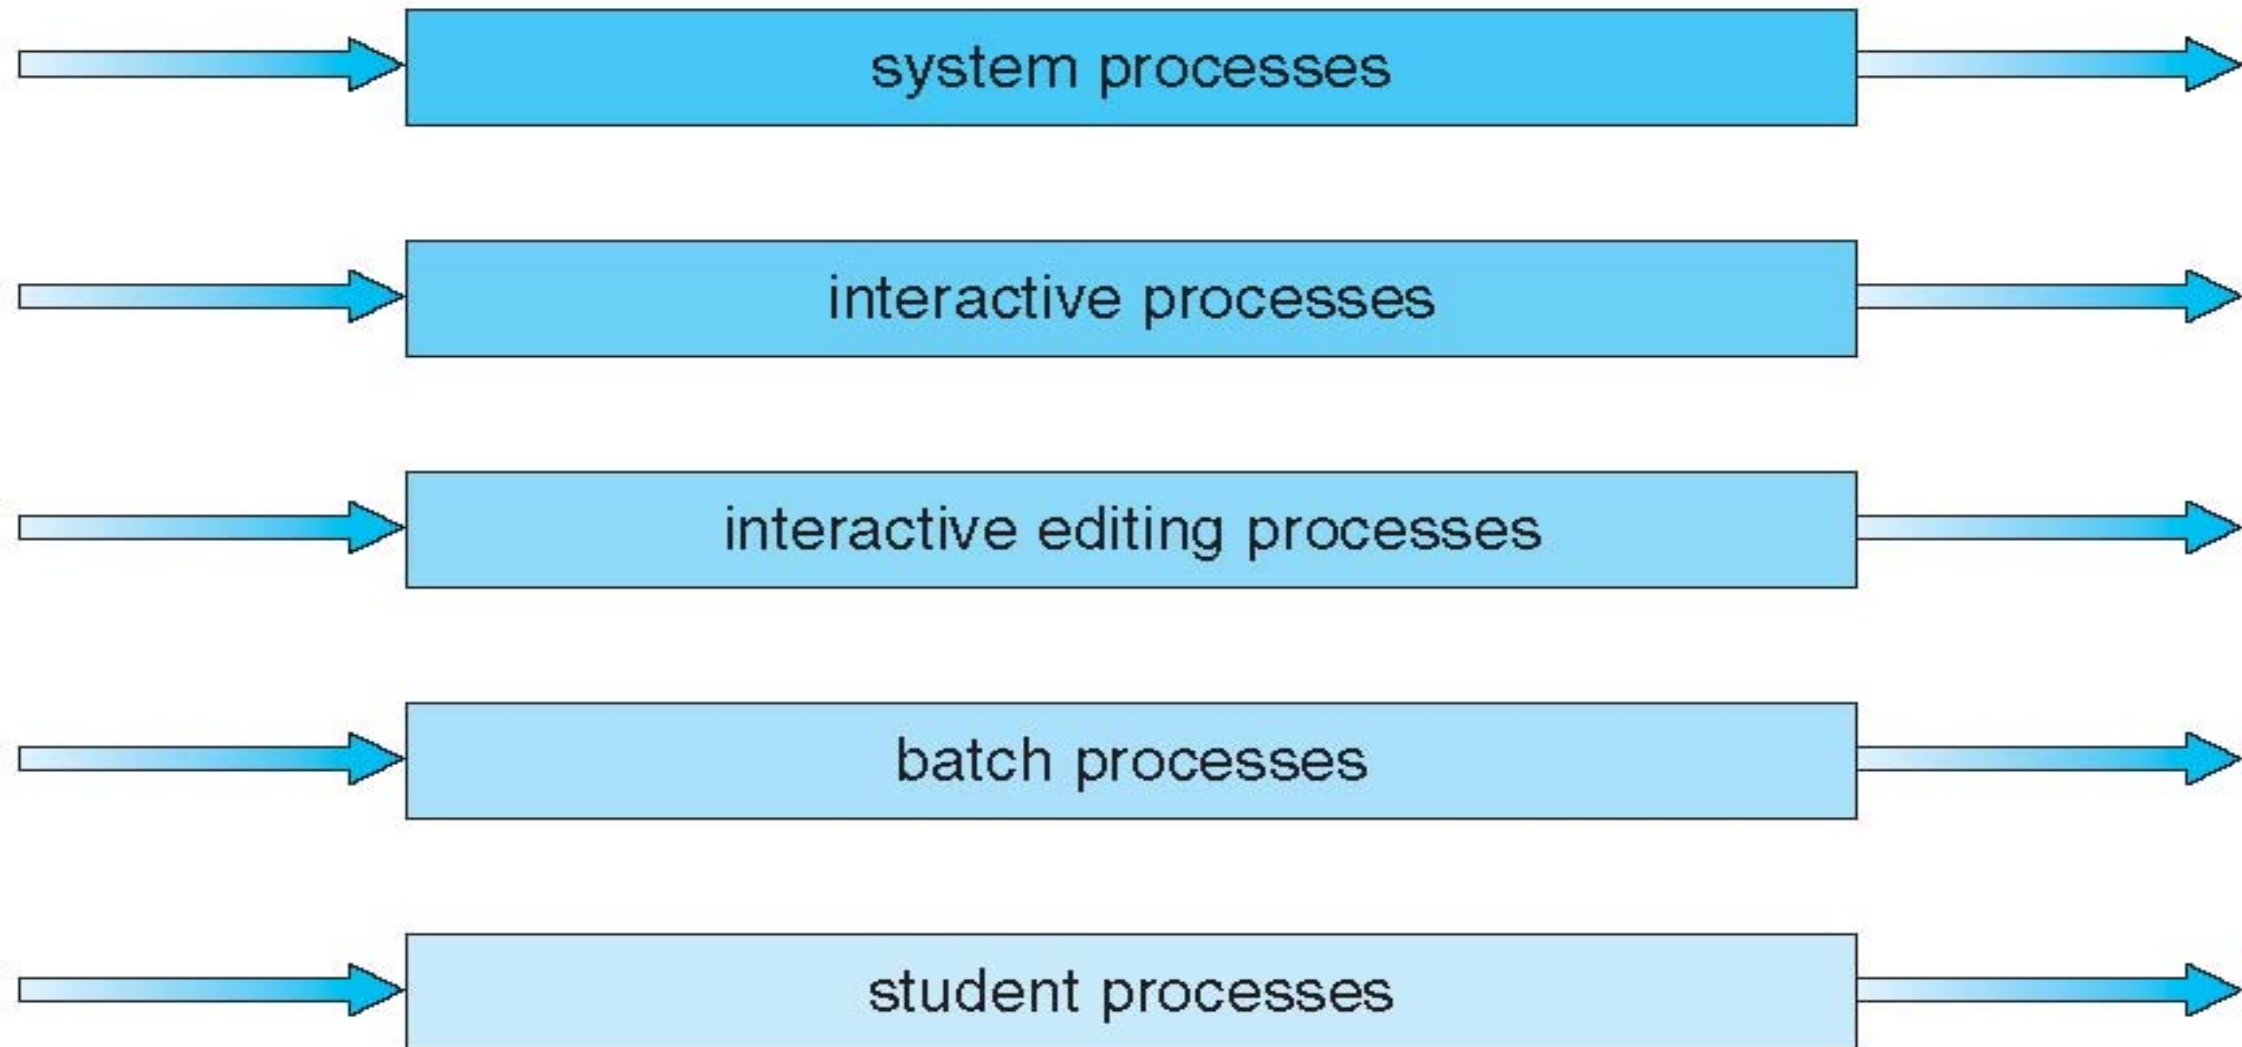 system processes
interactive processes
interactive editing processes
batch processes
student processes